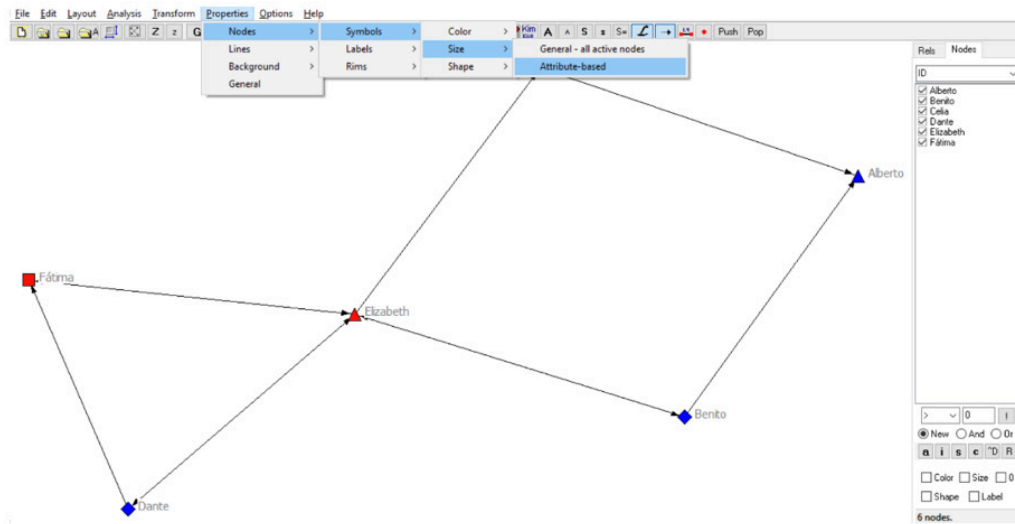 File Edit Layout Analysis Transform Properties Options Help
A Z z G Kim A A S s S= Push Pop
Nodes > Symbols > Color >
Lines > Labels > Size > General - all active nodes
Background > Rims > Shape > Attribute-based
General
Rels Nodes
ID
Alberto
Benito
Celia
Dante
Elizabeth
Fátima
Alberto
Fátima
Elizabeth
Benito
Dante
> 0 !
New And Or
a i s c ~D R
Color Size 0
Shape Label
6 nodes.